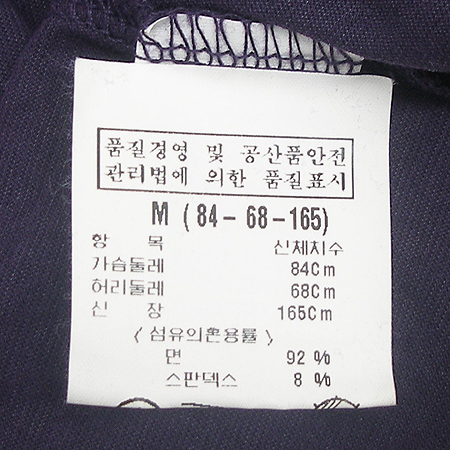 품질경영 및 공산품안전
관리법에 의한 품질표시
M (84-68-165)
항 목 신체치수
가슴둘레 84Cm
허리둘레 68Cm
신 장 165Cm
〈섬유의혼용률〉
면 92 %
스판덱스 8 %